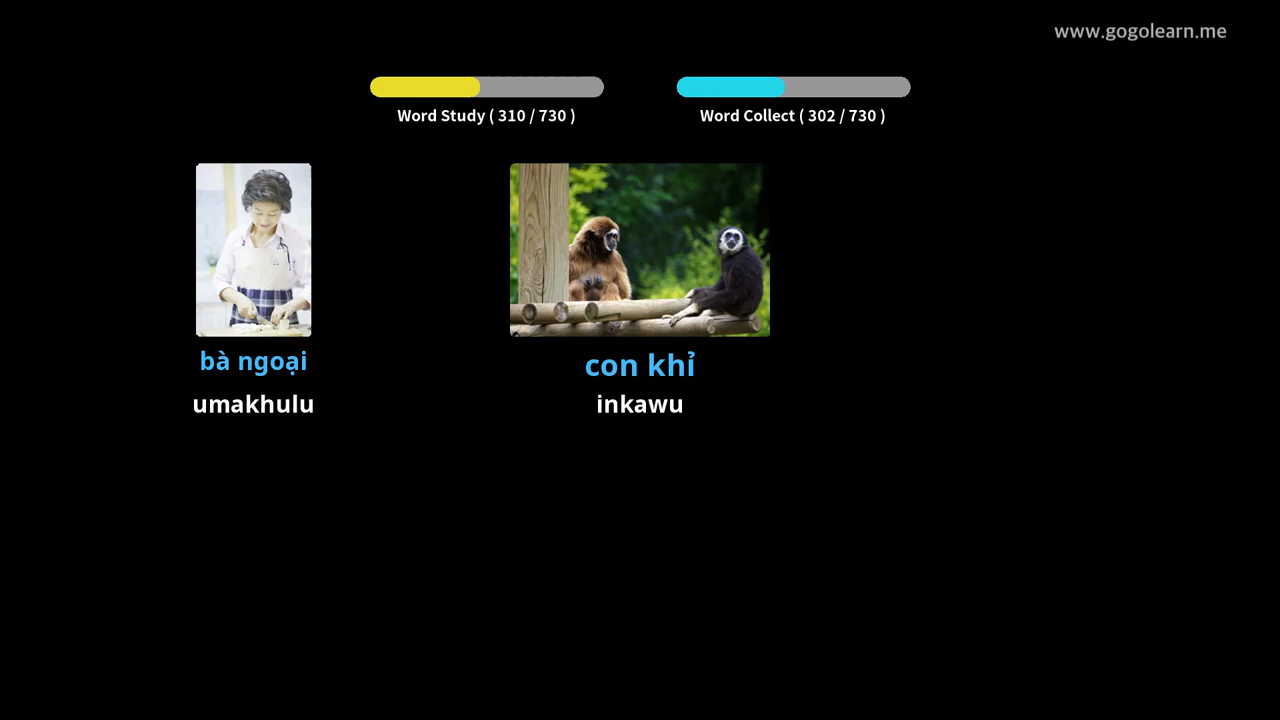 www.gogolearn.me
Word Study ( 310 / 730 )
Word Collect ( 302 / 730 )
bà ngoại
umakhulu
con khỉ
inkawu